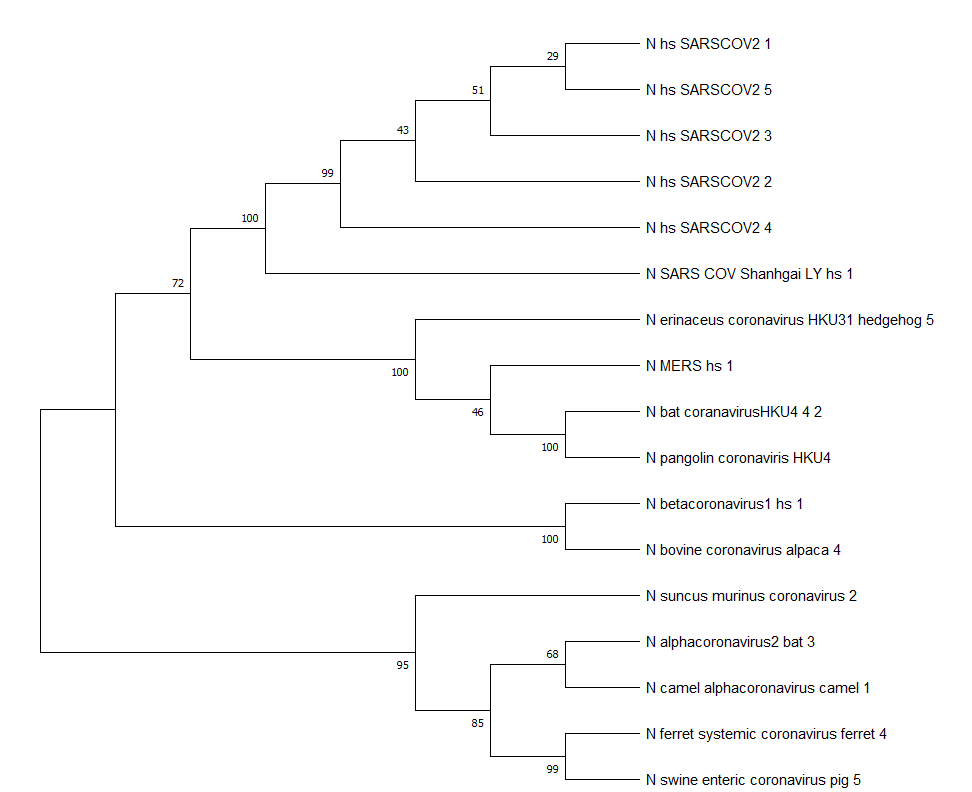 N hs SARSCOV2 1
29
N hs SARSCOV2 5
51
N hs SARSCOV2 3
43
N hs SARSCOV2 2
99
N hs SARSCOV2 4
100
N SARS COV Shanhgai LY hs 1
72
N erinaceus coronavirus HKU31 hedgehog 5
100
N MERS hs 1
46
N bat coranavirusHKU4 4 2
100
N pangolin coronaviris HKU4
N betacoronavirus1 hs 1
100
N bovine coronavirus alpaca 4
N suncus murinus coronavirus 2
95
N alphacoronavirus2 bat 3
68
N camel alphacoronavirus camel 1
85
N ferret systemic coronavirus ferret 4
99
N swine enteric coronavirus pig 5